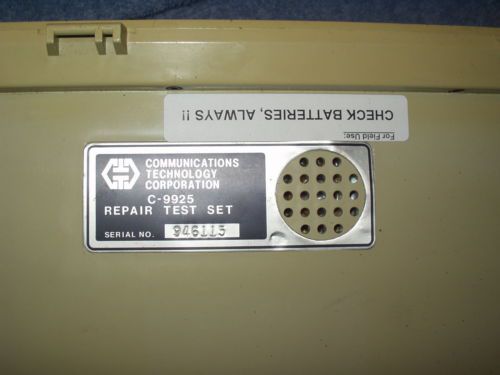 For Field Use:
CHECK BATTERIES, ALWAYS !!
COMMUNICATIONS
TECHNOLOGY
CORPORATION
C-9925
REPAIR TEST SET
SERIAL NO. 946115